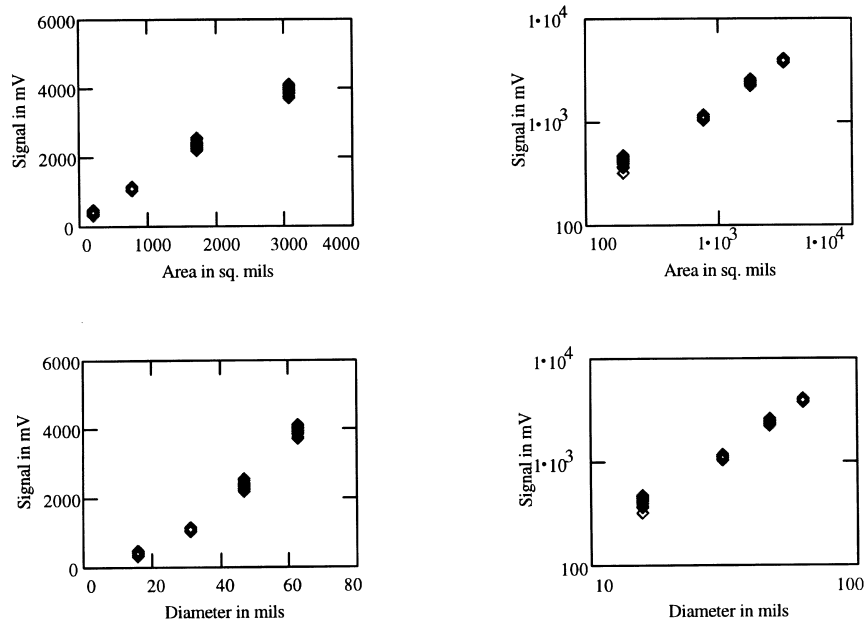 6000
4000
2000
0
Signal in mV
0 1000 2000 3000 4000
Area in sq. mils
1•10^4
1•10^3
100
Signal in mV
100 1•10^3 1•10^4
Area in sq. mils
6000
4000
2000
0
Signal in mV
0 20 40 60 80
Diameter in mils
1•10^4
1•10^3
100
Signal in mV
10 100
Diameter in mils